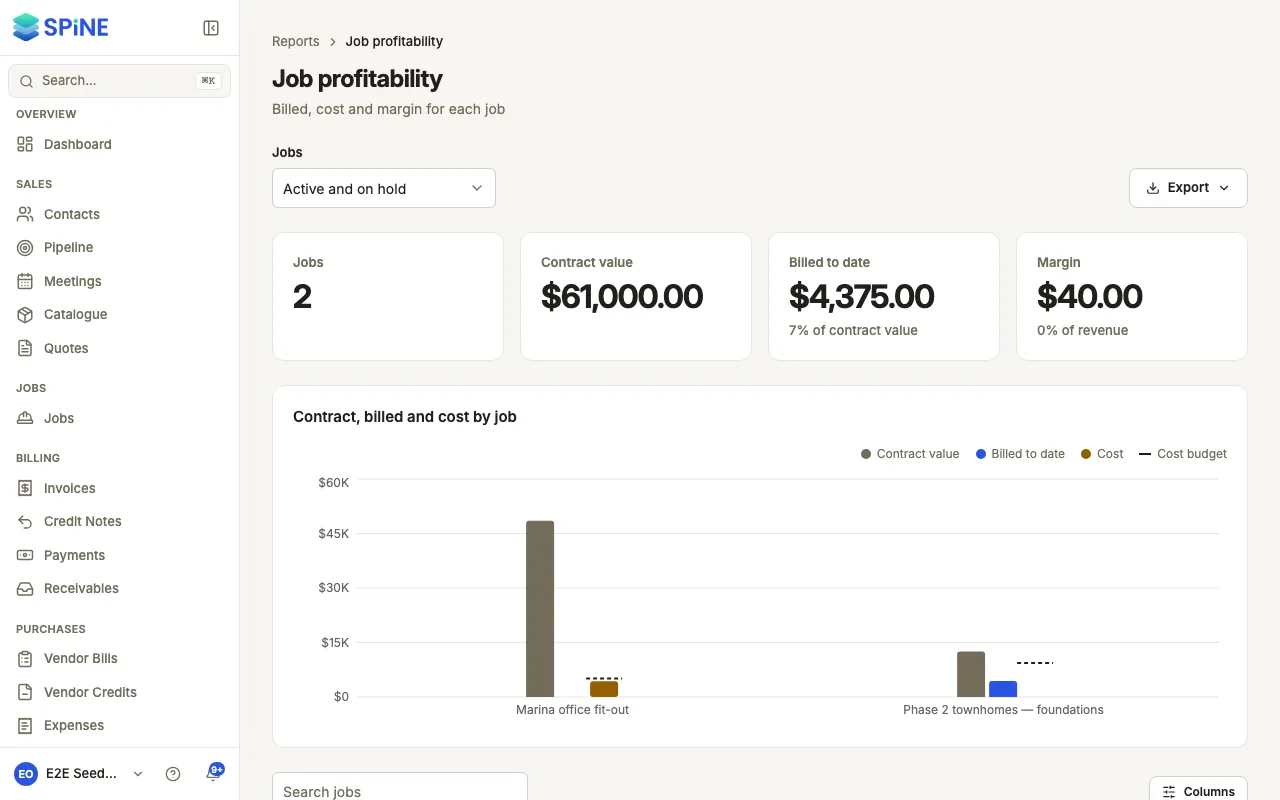 SPiNE
Search...
⌘K
OVERVIEW
Dashboard
SALES
Contacts
Pipeline
Meetings
Catalogue
Quotes
JOBS
Jobs
BILLING
Invoices
Credit Notes
Payments
Receivables
PURCHASES
Vendor Bills
Vendor Credits
Expenses
EO
E2E Seed...
9+
Reports
Job profitability
Job profitability
Billed, cost and margin for each job
Jobs
Active and on hold
Export
Jobs
2
Contract value
$61,000.00
Billed to date
$4,375.00
7% of contract value
Margin
$40.00
0% of revenue
Contract, billed and cost by job
Contract value
Billed to date
Cost
Cost budget
$60K
$45K
$30K
$15K
$0
Marina office fit-out
Phase 2 townhomes — foundations
Search jobs
Columns